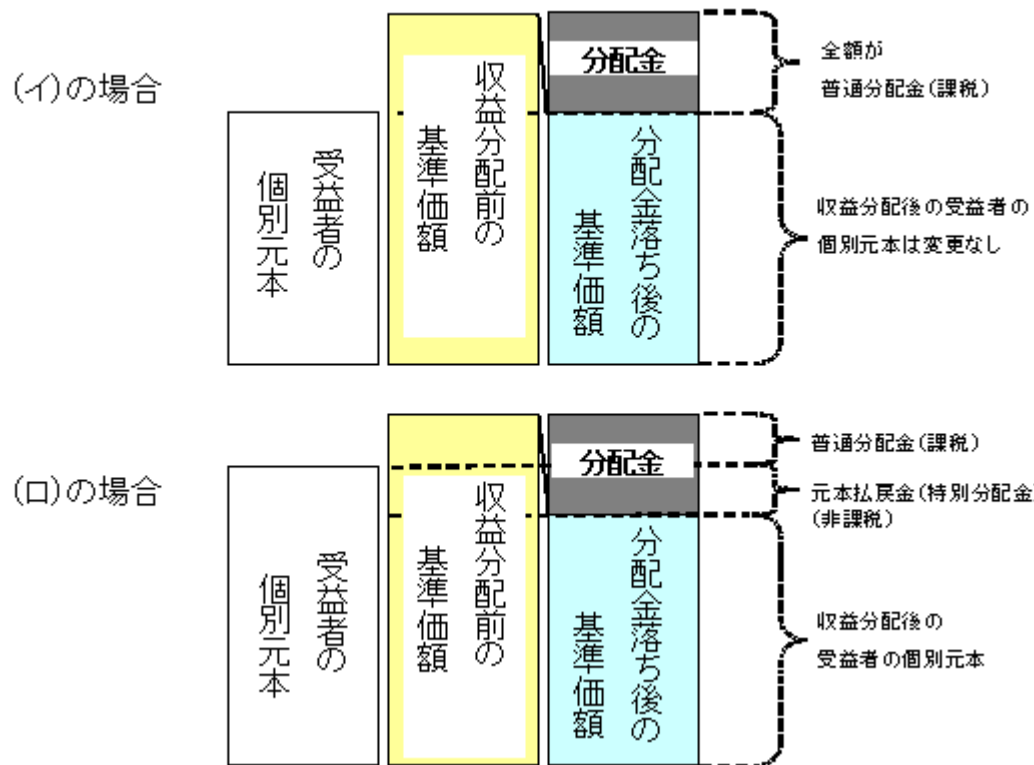 (イ)の場合
受益者の
個別元本
収益分配前の
基準価額
分配金
分配金落ち後の
基準価額
全額が
普通分配金(課税)
収益分配後の受益者の
個別元本は変更なし
(ロ)の場合
受益者の
個別元本
収益分配前の
基準価額
分配金
分配金落ち後の
基準価額
普通分配金(課税)
元本払戻金(特別分配金)
(非課税)
収益分配後の
受益者の個別元本